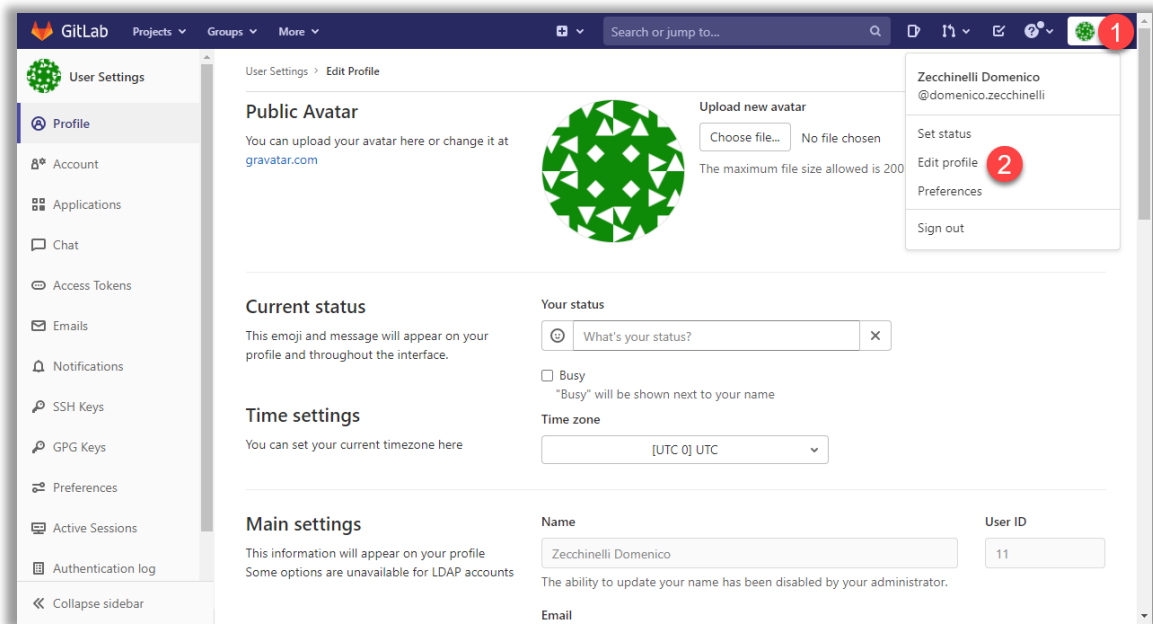 GitLab Projects Groups More Search or jump to... 1
User Settings
Profile
Account
Applications
Chat
Access Tokens
Emails
Notifications
SSH Keys
GPG Keys
Preferences
Active Sessions
Authentication log
Collapse sidebar
User Settings > Edit Profile
Public Avatar
You can upload your avatar here or change it at
gravatar.com
Upload new avatar
Choose file... No file chosen
The maximum file size allowed is 200
Zecchinelli Domenico
@domenico.zecchinelli
Set status
Edit profile 2
Preferences
Sign out
Current status
This emoji and message will appear on your
profile and throughout the interface.
Your status
What's your status?
Busy
"Busy" will be shown next to your name
Time settings
You can set your current timezone here
Time zone
[UTC 0] UTC
Main settings
This information will appear on your profile
Some options are unavailable for LDAP accounts
Name
Zecchinelli Domenico
The ability to update your name has been disabled by your administrator.
User ID
11
Email